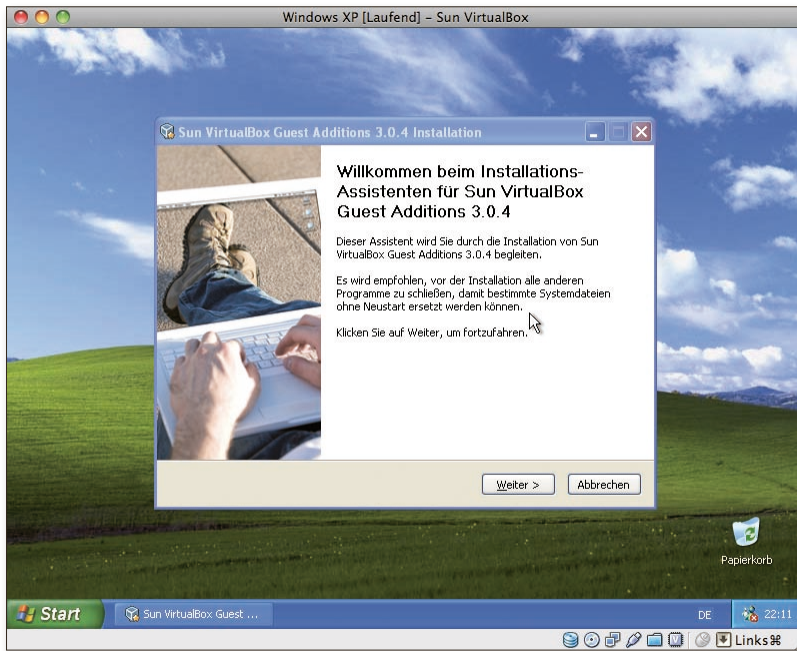 Windows XP [Laufend] – Sun VirtualBox
Sun VirtualBox Guest Additions 3.0.4 Installation
Willkommen beim Installations-
Assistenten für Sun VirtualBox
Guest Additions 3.0.4
Dieser Assistent wird Sie durch die Installation von Sun
VirtualBox Guest Additions 3.0.4 begleiten.
Es wird empfohlen, vor der Installation alle anderen
Programme zu schließen, damit bestimmte Systemdateien
ohne Neustart ersetzt werden können.
Klicken Sie auf Weiter, um fortzufahren.
Weiter >
Abbrechen
Papierkorb
Start
Sun VirtualBox Guest ...
DE
22:11
Links⌘